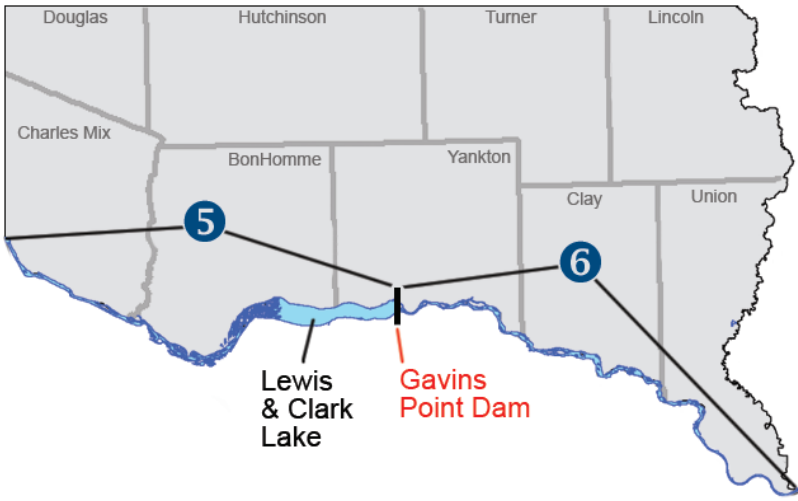 Douglas
Hutchinson
Turner
Lincoln
Charles Mix
BonHomme
Yankton
Clay
Union
5
6
Lewis
& Clark
Lake
Gavins
Point Dam